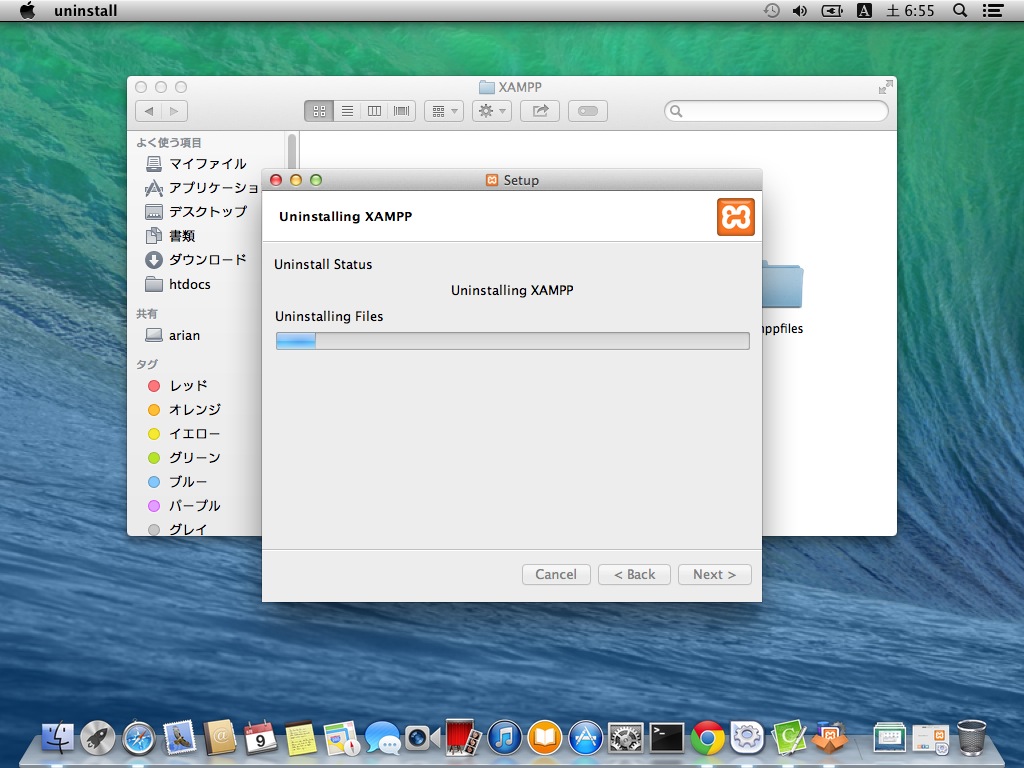 uninstall
A
土 6:55
XAMPP
よく使う項目
マイファイル
アプリケーショ
デスクトップ
書類
ダウンロード
htdocs
共有
arian
タグ
レッド
オレンジ
イエロー
グリーン
ブルー
パープル
グレイ
ppfiles
Setup
Uninstalling XAMPP
Uninstall Status
Uninstalling XAMPP
Uninstalling Files
Cancel
< Back
Next >
9